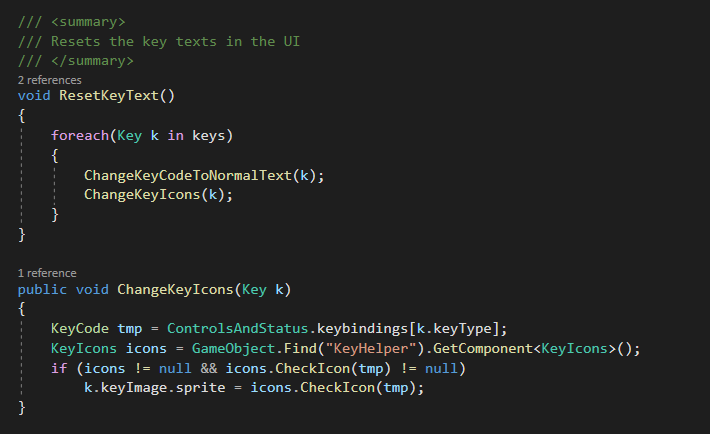 /// <summary>
/// Resets the key texts in the UI
/// </summary>
2 references
void ResetKeyText()
{
foreach(Key k in keys)
{
ChangeKeyCodeToNormalText(k);
ChangeKeyIcons(k);
}
}
1 reference
public void ChangeKeyIcons(Key k)
{
KeyCode tmp = ControlsAndStatus.keybindings[k.keyType];
KeyIcons icons = GameObject.Find("KeyHelper").GetComponent<KeyIcons>();
if (icons != null && icons.CheckIcon(tmp) != null)
k.keyImage.sprite = icons.CheckIcon(tmp);
}